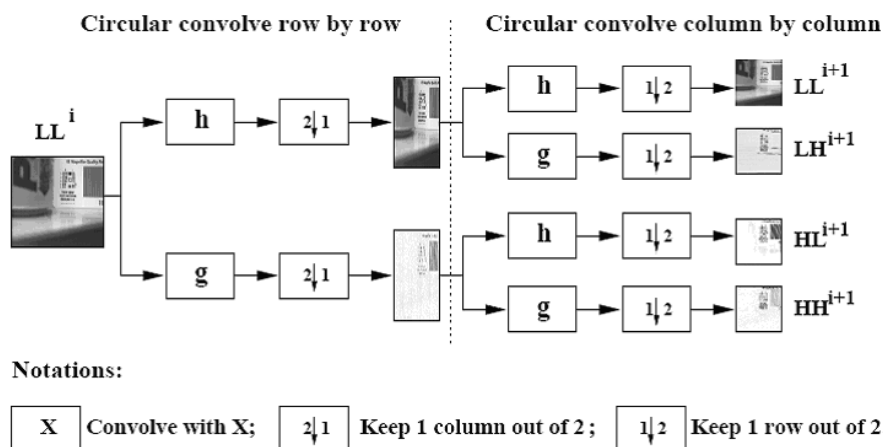 Circular convolve row by row
Circular convolve column by column
LL^i
h
2↓1
h
1↓2
LL^{i+1}
g
1↓2
LH^{i+1}
g
2↓1
h
1↓2
HL^{i+1}
g
1↓2
HH^{i+1}
Notations:
X Convolve with X; 2↓1 Keep 1 column out of 2 ; 1↓2 Keep 1 row out of 2